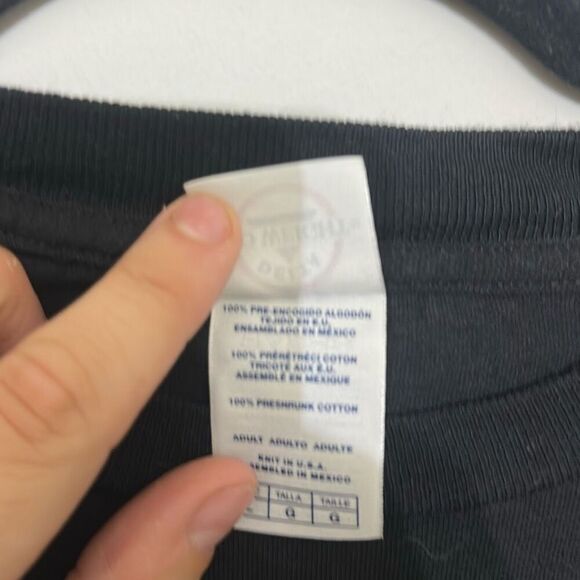 100% PRE-ENCOGIDO ALGODÓN
TEJIDO EN E.U.
ENSAMBLADO EN MÉXICO
100% PRÉRÉTRÉCI COTON
TRICOTÉ AUX É.U.
ASSEMBLÉ EN MEXIQUE
100% PRESHRUNK COTTON
ADULT ADULTO ADULTE
KNIT IN U.S.A.
SEMBLED IN MEXICO
TALLA TAILLE
G G